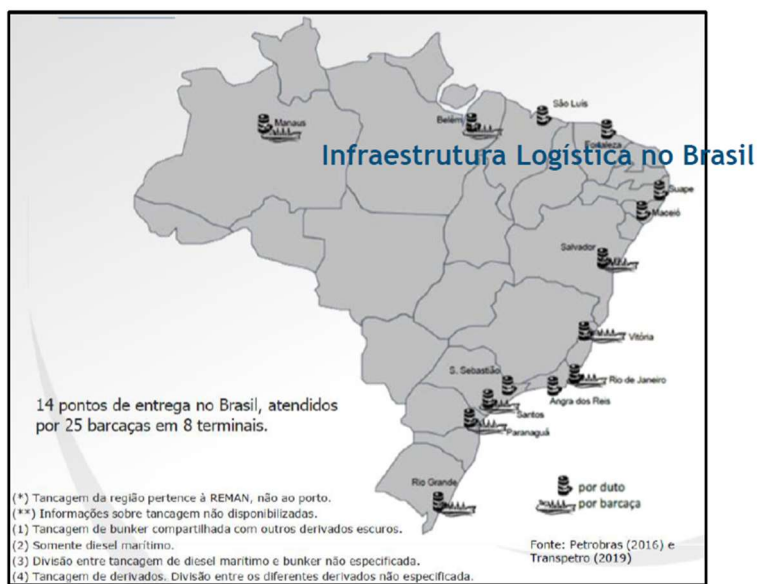 Infraestrutura Logística no Brasil
São Luís
Manaus
Belém
Fortaleza
Suape
Maceió
Salvador
Vitória
S. Sebastião
Rio de Janeiro
Angra dos Reis
Santos
Paranaguá
Rio Grande
14 pontos de entrega no Brasil, atendidos
por 25 barcaças em 8 terminais.
por duto
por barcaça
(*) Tancagem da região pertence à REMAN, não ao porto.
(**) Informações sobre tancagem não disponibilizadas.
(1) Tancagem de bunker compartilhada com outros derivados escuros.
(2) Somente diesel marítimo.
(3) Divisão entre tancagem de diesel marítimo e bunker não especificada.
(4) Tancagem de derivados. Divisão entre os diferentes derivados não especificada.
Fonte: Petrobras (2016) e
Transpetro (2019)